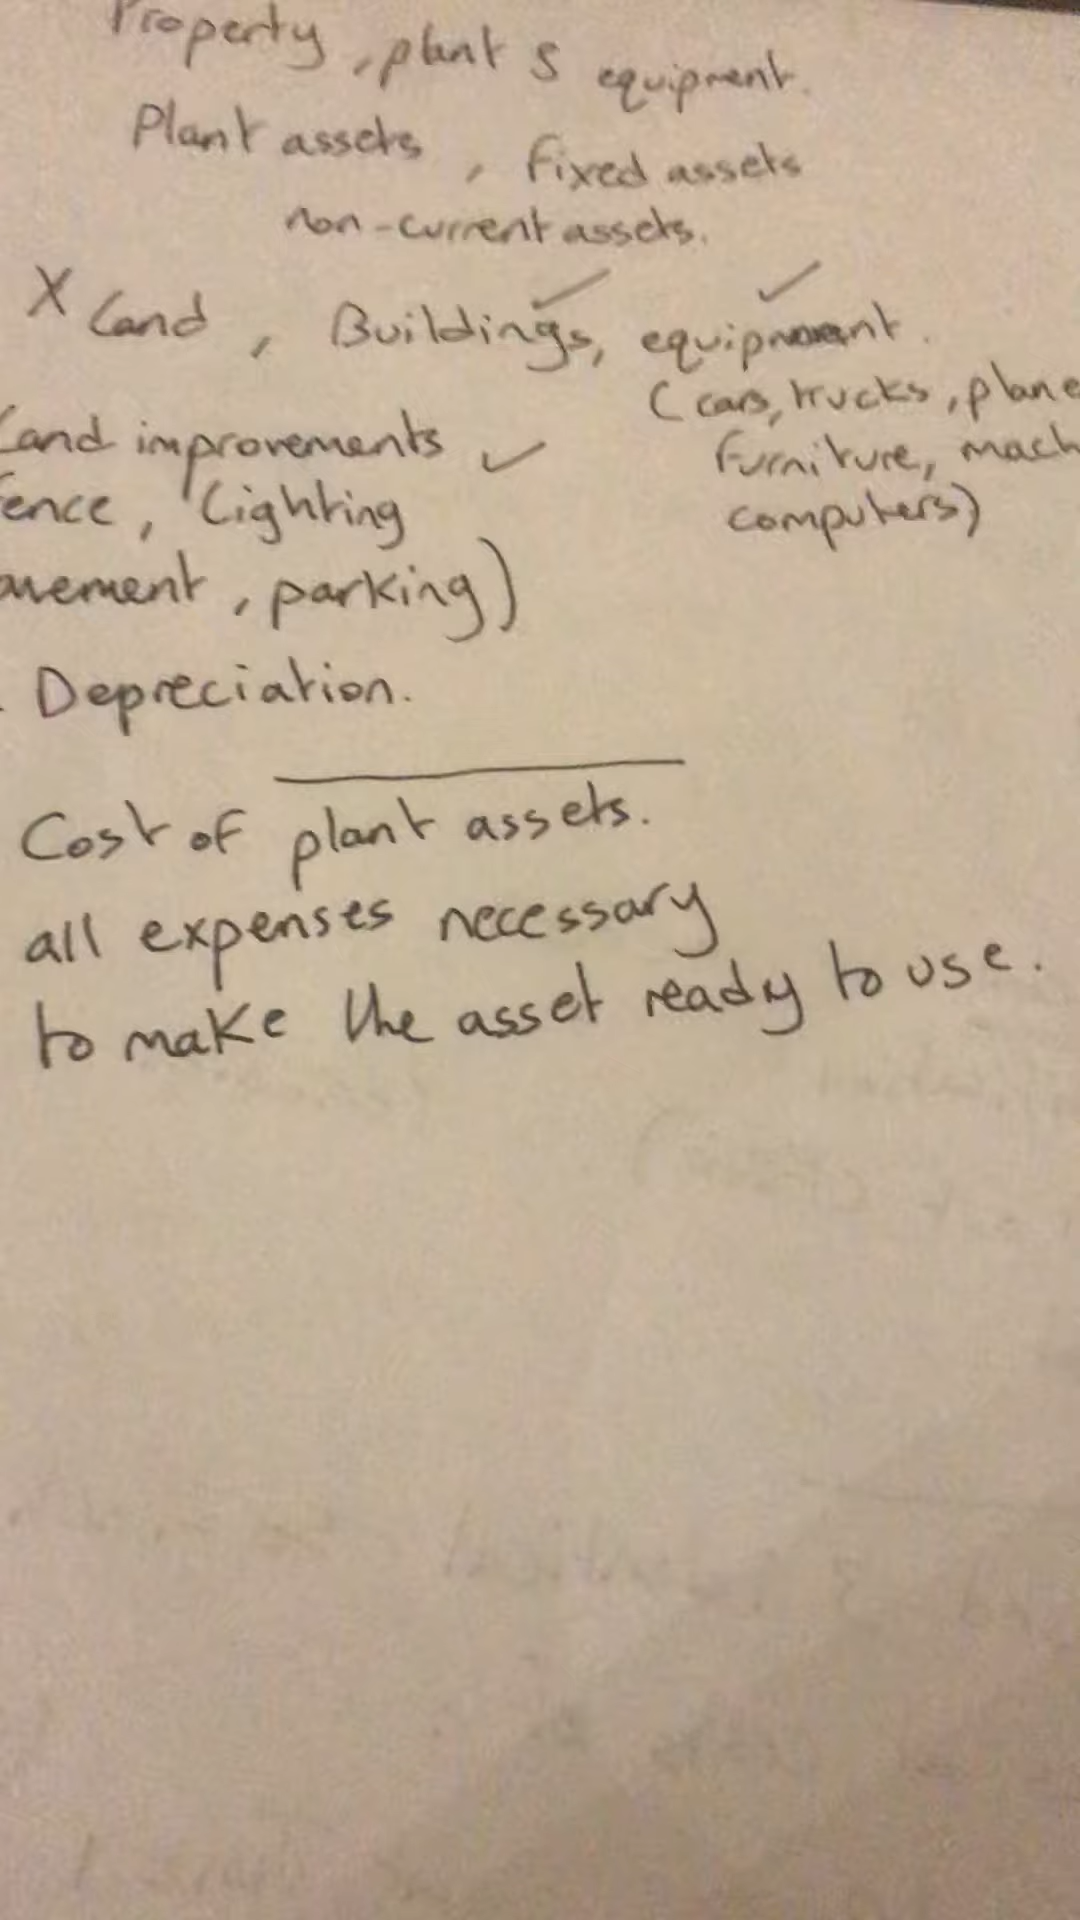 Property, plant & equipment.
Plant assets, fixed assets
non-current assets.
X Land, Buildings, ✓ equipment. ✓
(cars, trucks, plane
Land improvements ✓ furniture, mach
ence, Lighting computers)
avement, parking)
. Depreciation.
Cost of plant assets.
all expenses necessary
to make the asset ready to use.